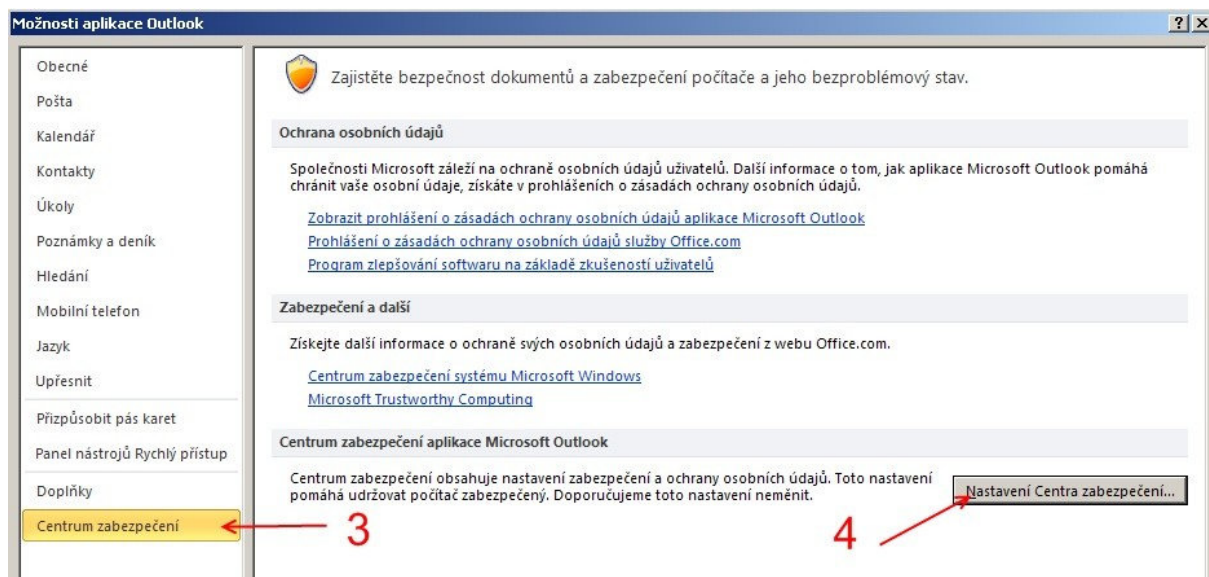 Možnosti aplikace Outlook
Obecné
Pošta
Kalendář
Kontakty
Úkoly
Poznámky a deník
Hledání
Mobilní telefon
Jazyk
Upřesnit
Přizpůsobit pás karet
Panel nástrojů Rychlý přístup
Doplňky
Centrum zabezpečení
3
Zajistěte bezpečnost dokumentů a zabezpečení počítače a jeho bezproblémový stav.
Ochrana osobních údajů
Společnosti Microsoft záleží na ochraně osobních údajů uživatelů. Další informace o tom, jak aplikace Microsoft Outlook pomáhá
chránit vaše osobní údaje, získáte v prohlášeních o zásadách ochrany osobních údajů.
Zobrazit prohlášení o zásadách ochrany osobních údajů aplikace Microsoft Outlook
Prohlášení o zásadách ochrany osobních údajů služby Office.com
Program zlepšování softwaru na základě zkušeností uživatelů
Zabezpečení a další
Získejte další informace o ochraně svých osobních údajů a zabezpečení z webu Office.com.
Centrum zabezpečení systému Microsoft Windows
Microsoft Trustworthy Computing
Centrum zabezpečení aplikace Microsoft Outlook
Centrum zabezpečení obsahuje nastavení zabezpečení a ochrany osobních údajů. Toto nastavení
pomáhá udržovat počítač zabezpečený. Doporučujeme toto nastavení neměnit.
Nastavení Centra zabezpečení...
4